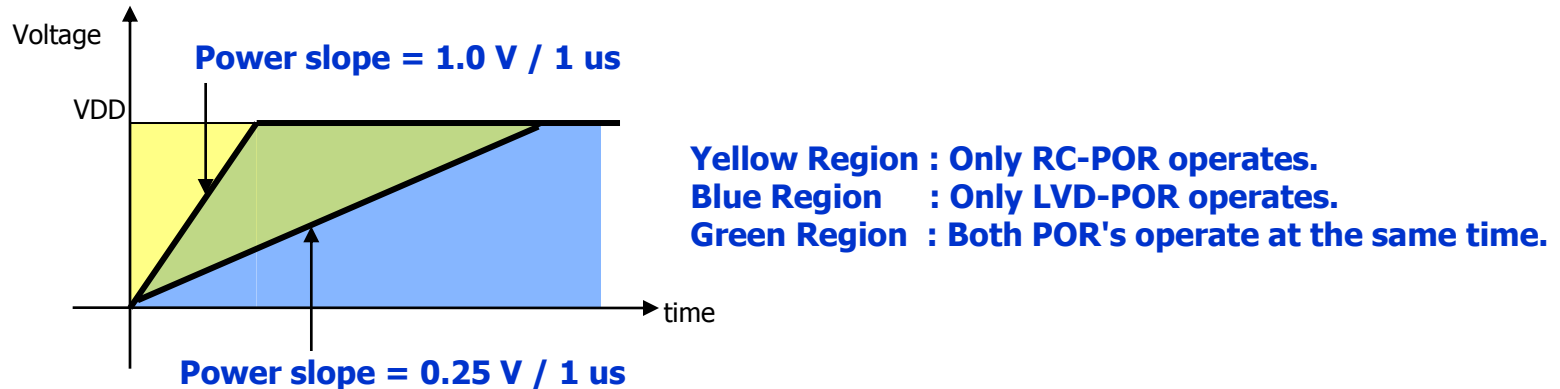 Voltage
Power slope = 1.0 V / 1 us
VDD
Yellow Region : Only RC-POR operates.
Blue Region : Only LVD-POR operates.
Green Region : Both POR's operate at the same time.
time
Power slope = 0.25 V / 1 us